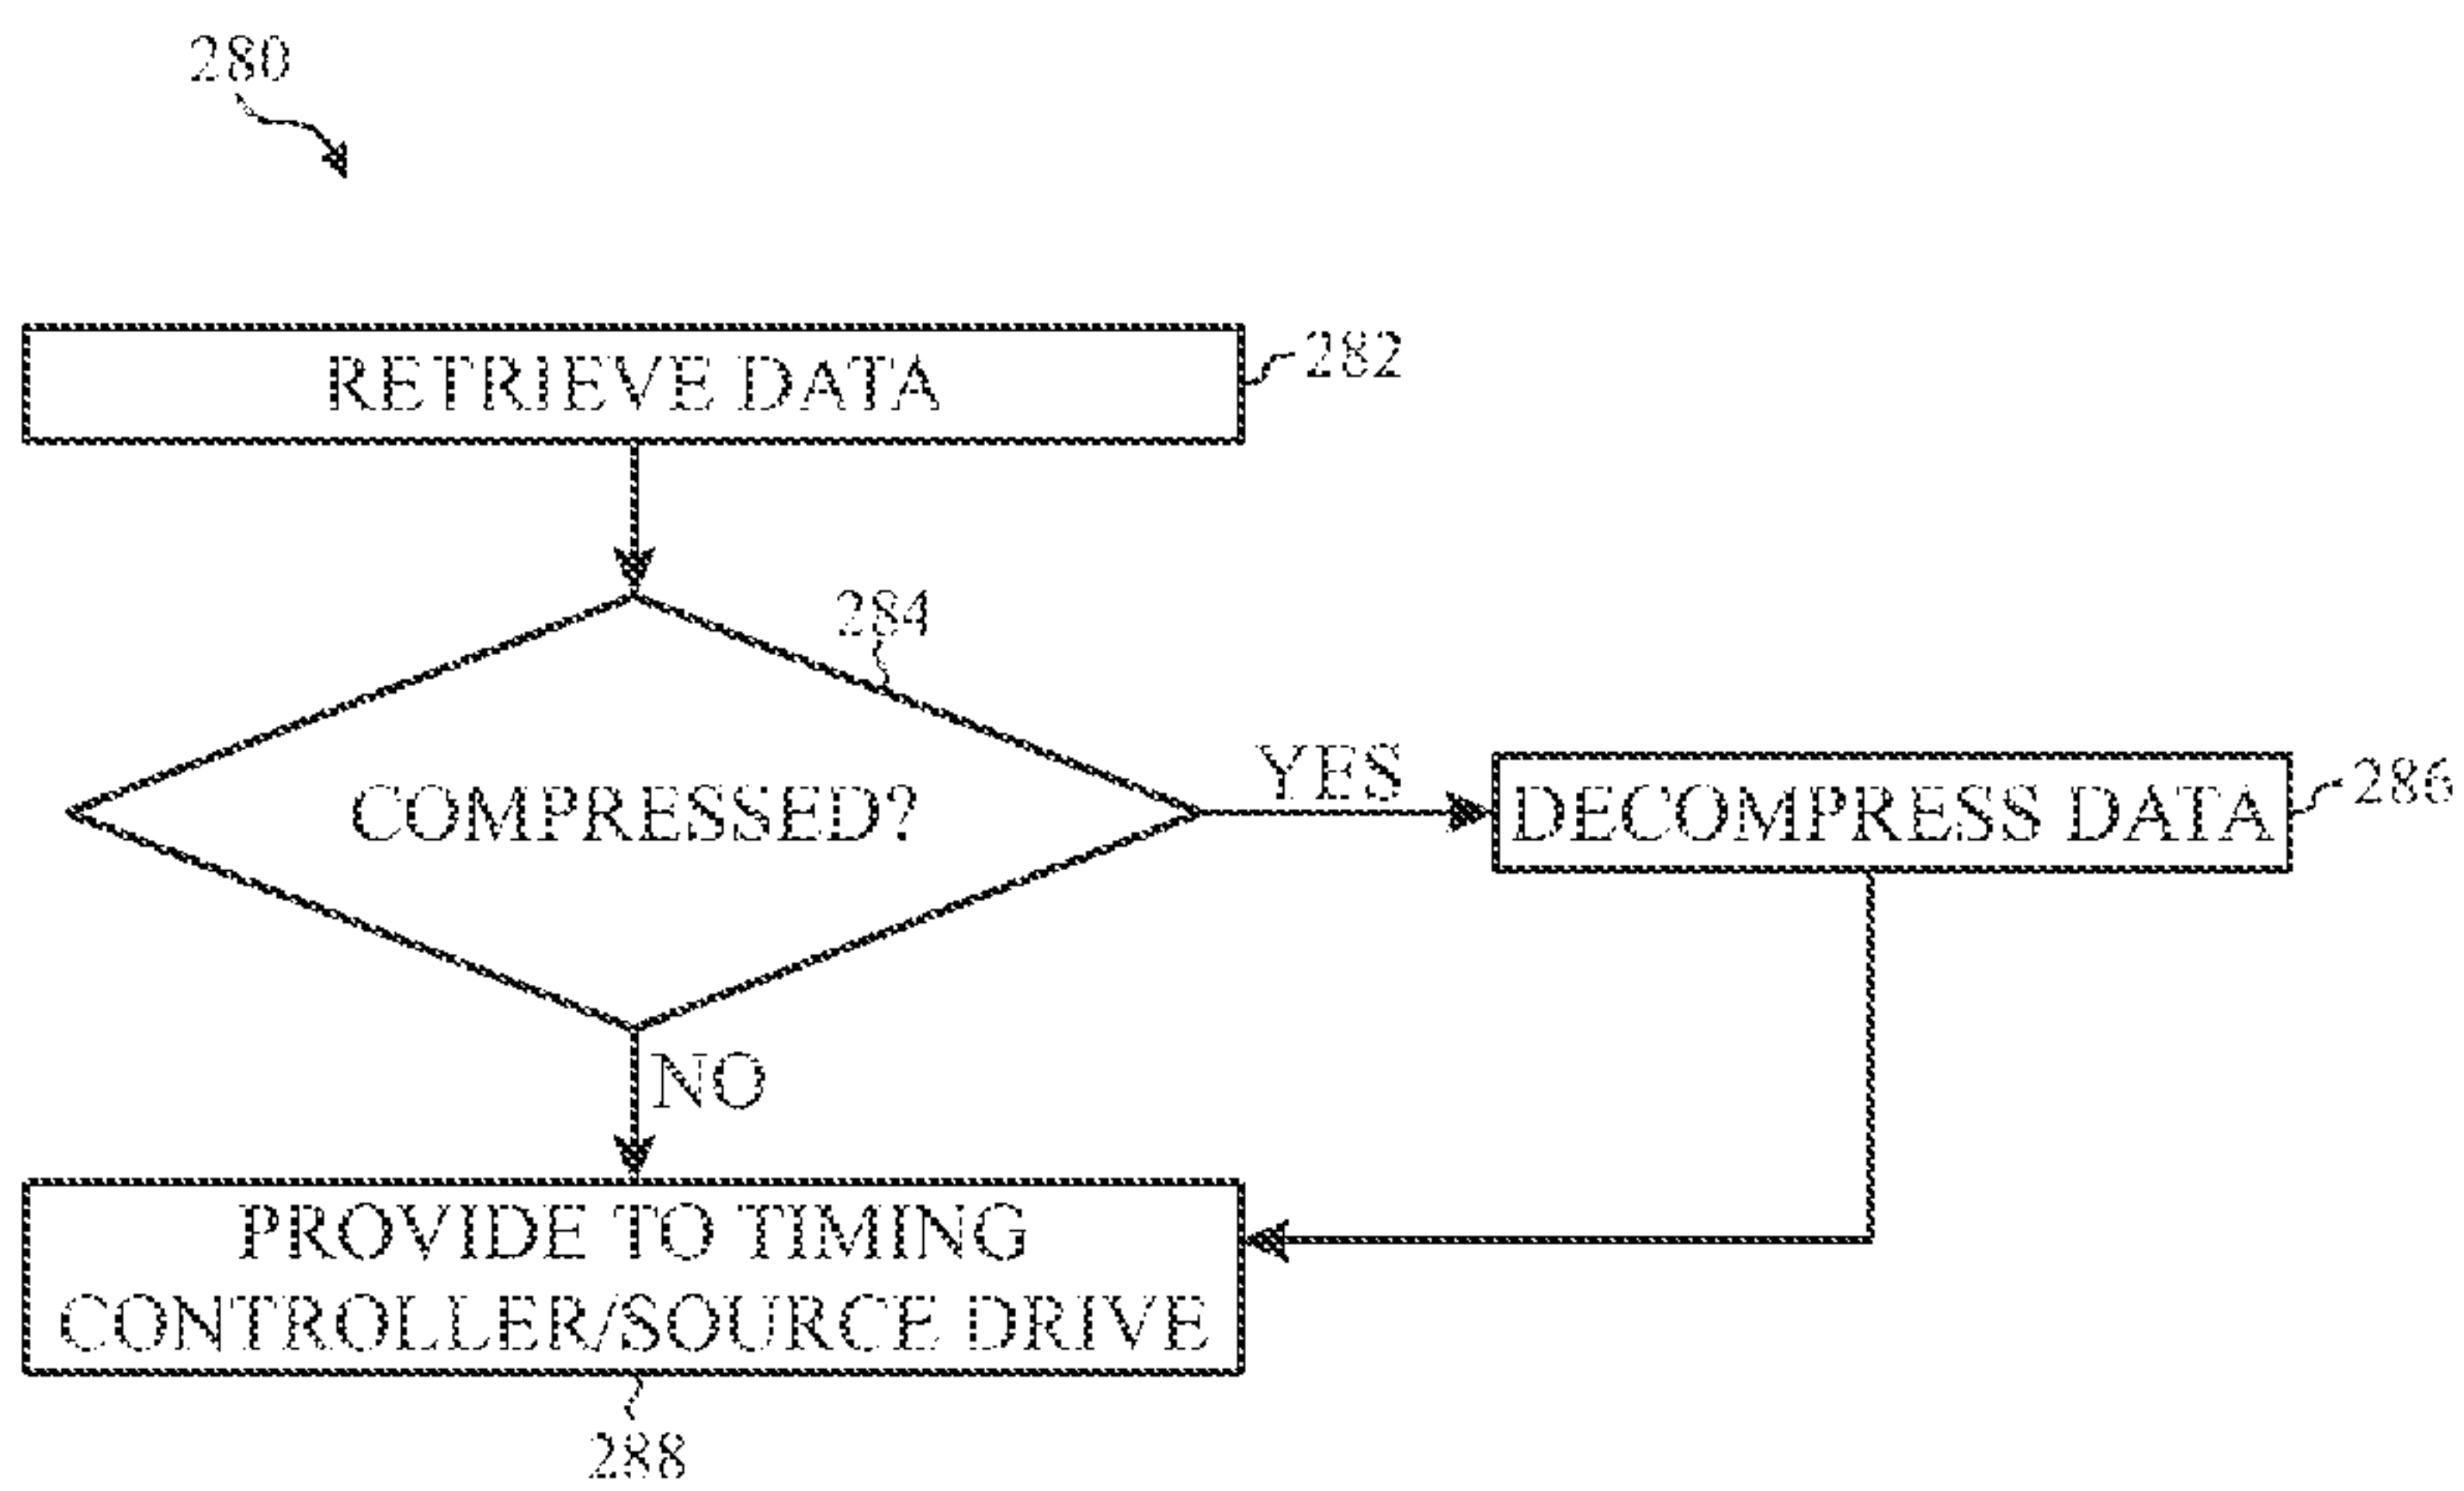 280
RETRIEVE DATA
282
284
COMPRESSED?
YES
DECOMPRESS DATA
286
NO
PROVIDE TO TIMING
CONTROLLER/SOURCE DRIVE
288